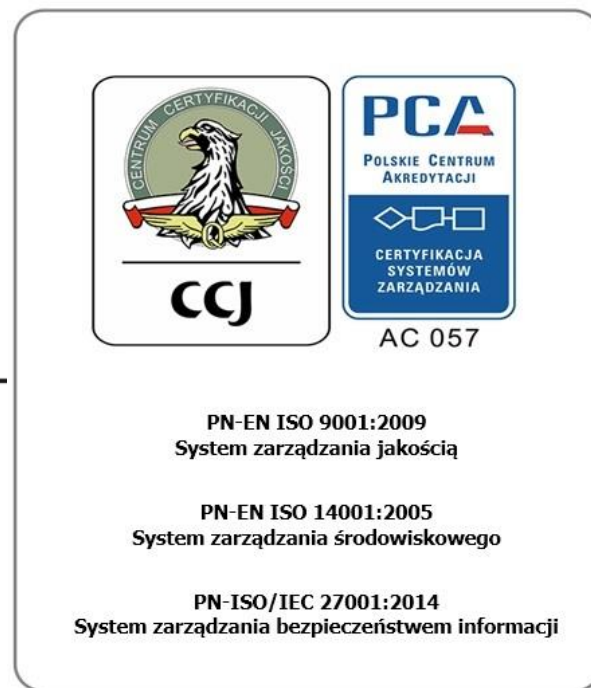 CENTRUM CERTYFIKACJI JAKOŚCI
CCJ
PCA
POLSKIE CENTRUM
AKREDYTACJI
CERTYFIKACJA
SYSTEMÓW
ZARZĄDZANIA
AC 057
PN-EN ISO 9001:2009
System zarządzania jakością
PN-EN ISO 14001:2005
System zarządzania środowiskowego
PN-ISO/IEC 27001:2014
System zarządzania bezpieczeństwem informacji